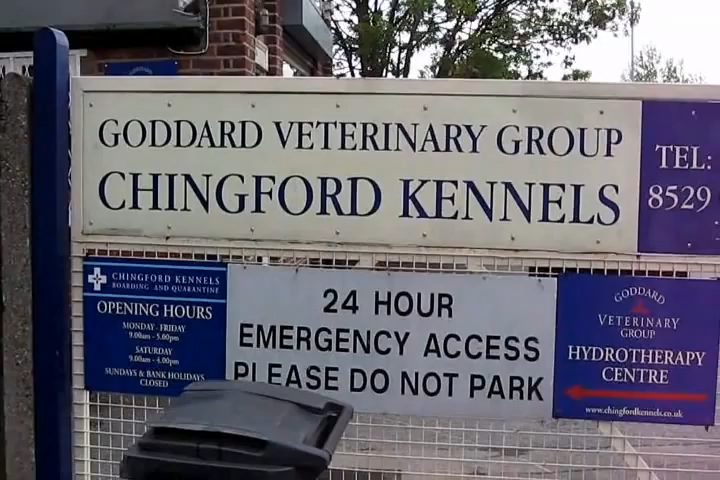 GODDARD VETERINARY GROUP
CHINGFORD KENNELS
TEL:
8529
CHINGFORD KENNELS
BOARDING AND QUARANTINE
OPENING HOURS
MONDAY - FRIDAY
9.00am - 5.00pm
SATURDAY
9.00am - 4.00pm
SUNDAYS & BANK HOLIDAYS
CLOSED
24 HOUR
EMERGENCY ACCESS
PLEASE DO NOT PARK
GODDARD
VETERINARY
GROUP
HYDROTHERAPY
CENTRE
www.chingfordkennels.co.uk